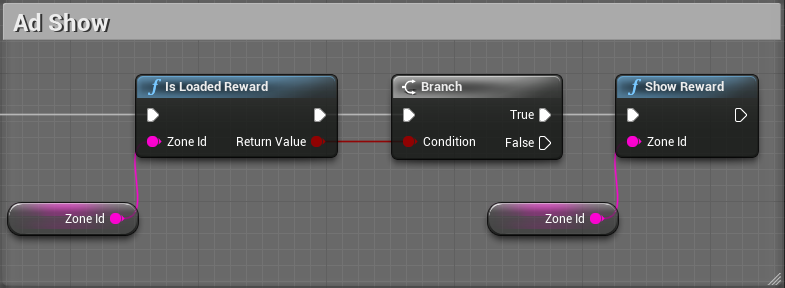 Ad Show
Is Loaded Reward
Zone Id Return Value
Branch
True
Condition False
Show Reward
Zone Id
Zone Id
Zone Id